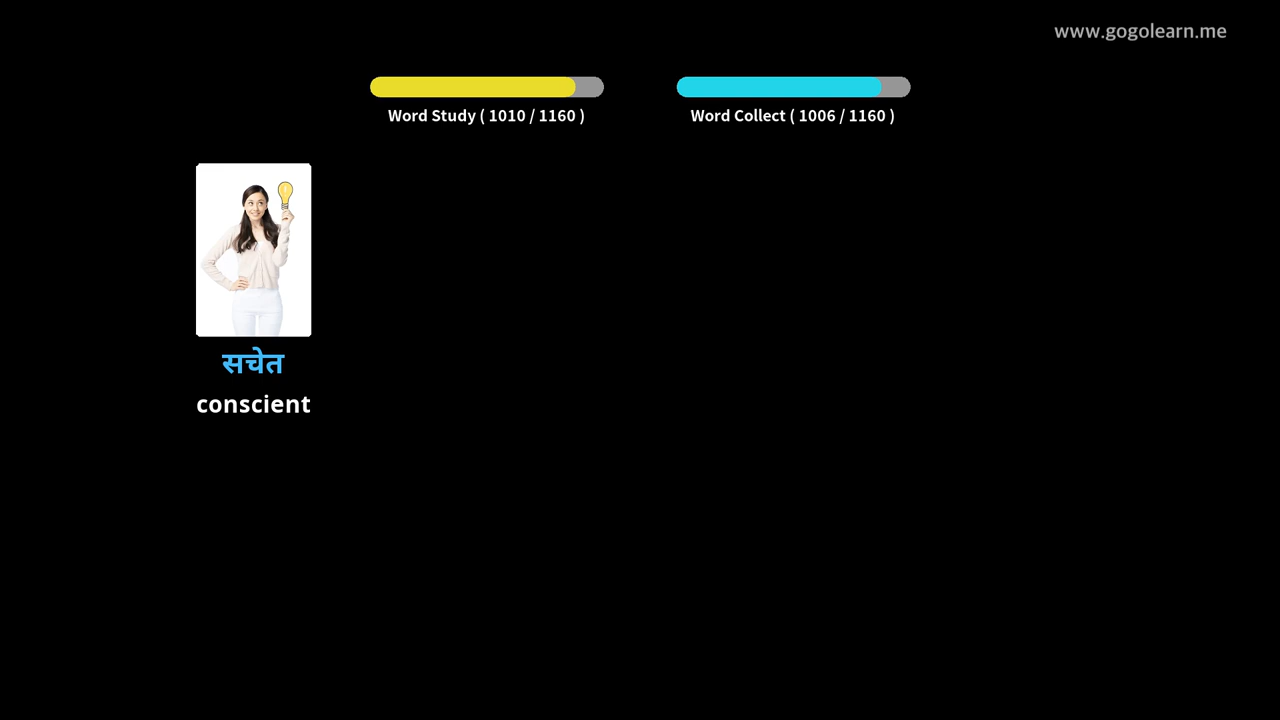 www.gogolearn.me
Word Study ( 1010 / 1160 )
Word Collect ( 1006 / 1160 )
सचेत
conscient